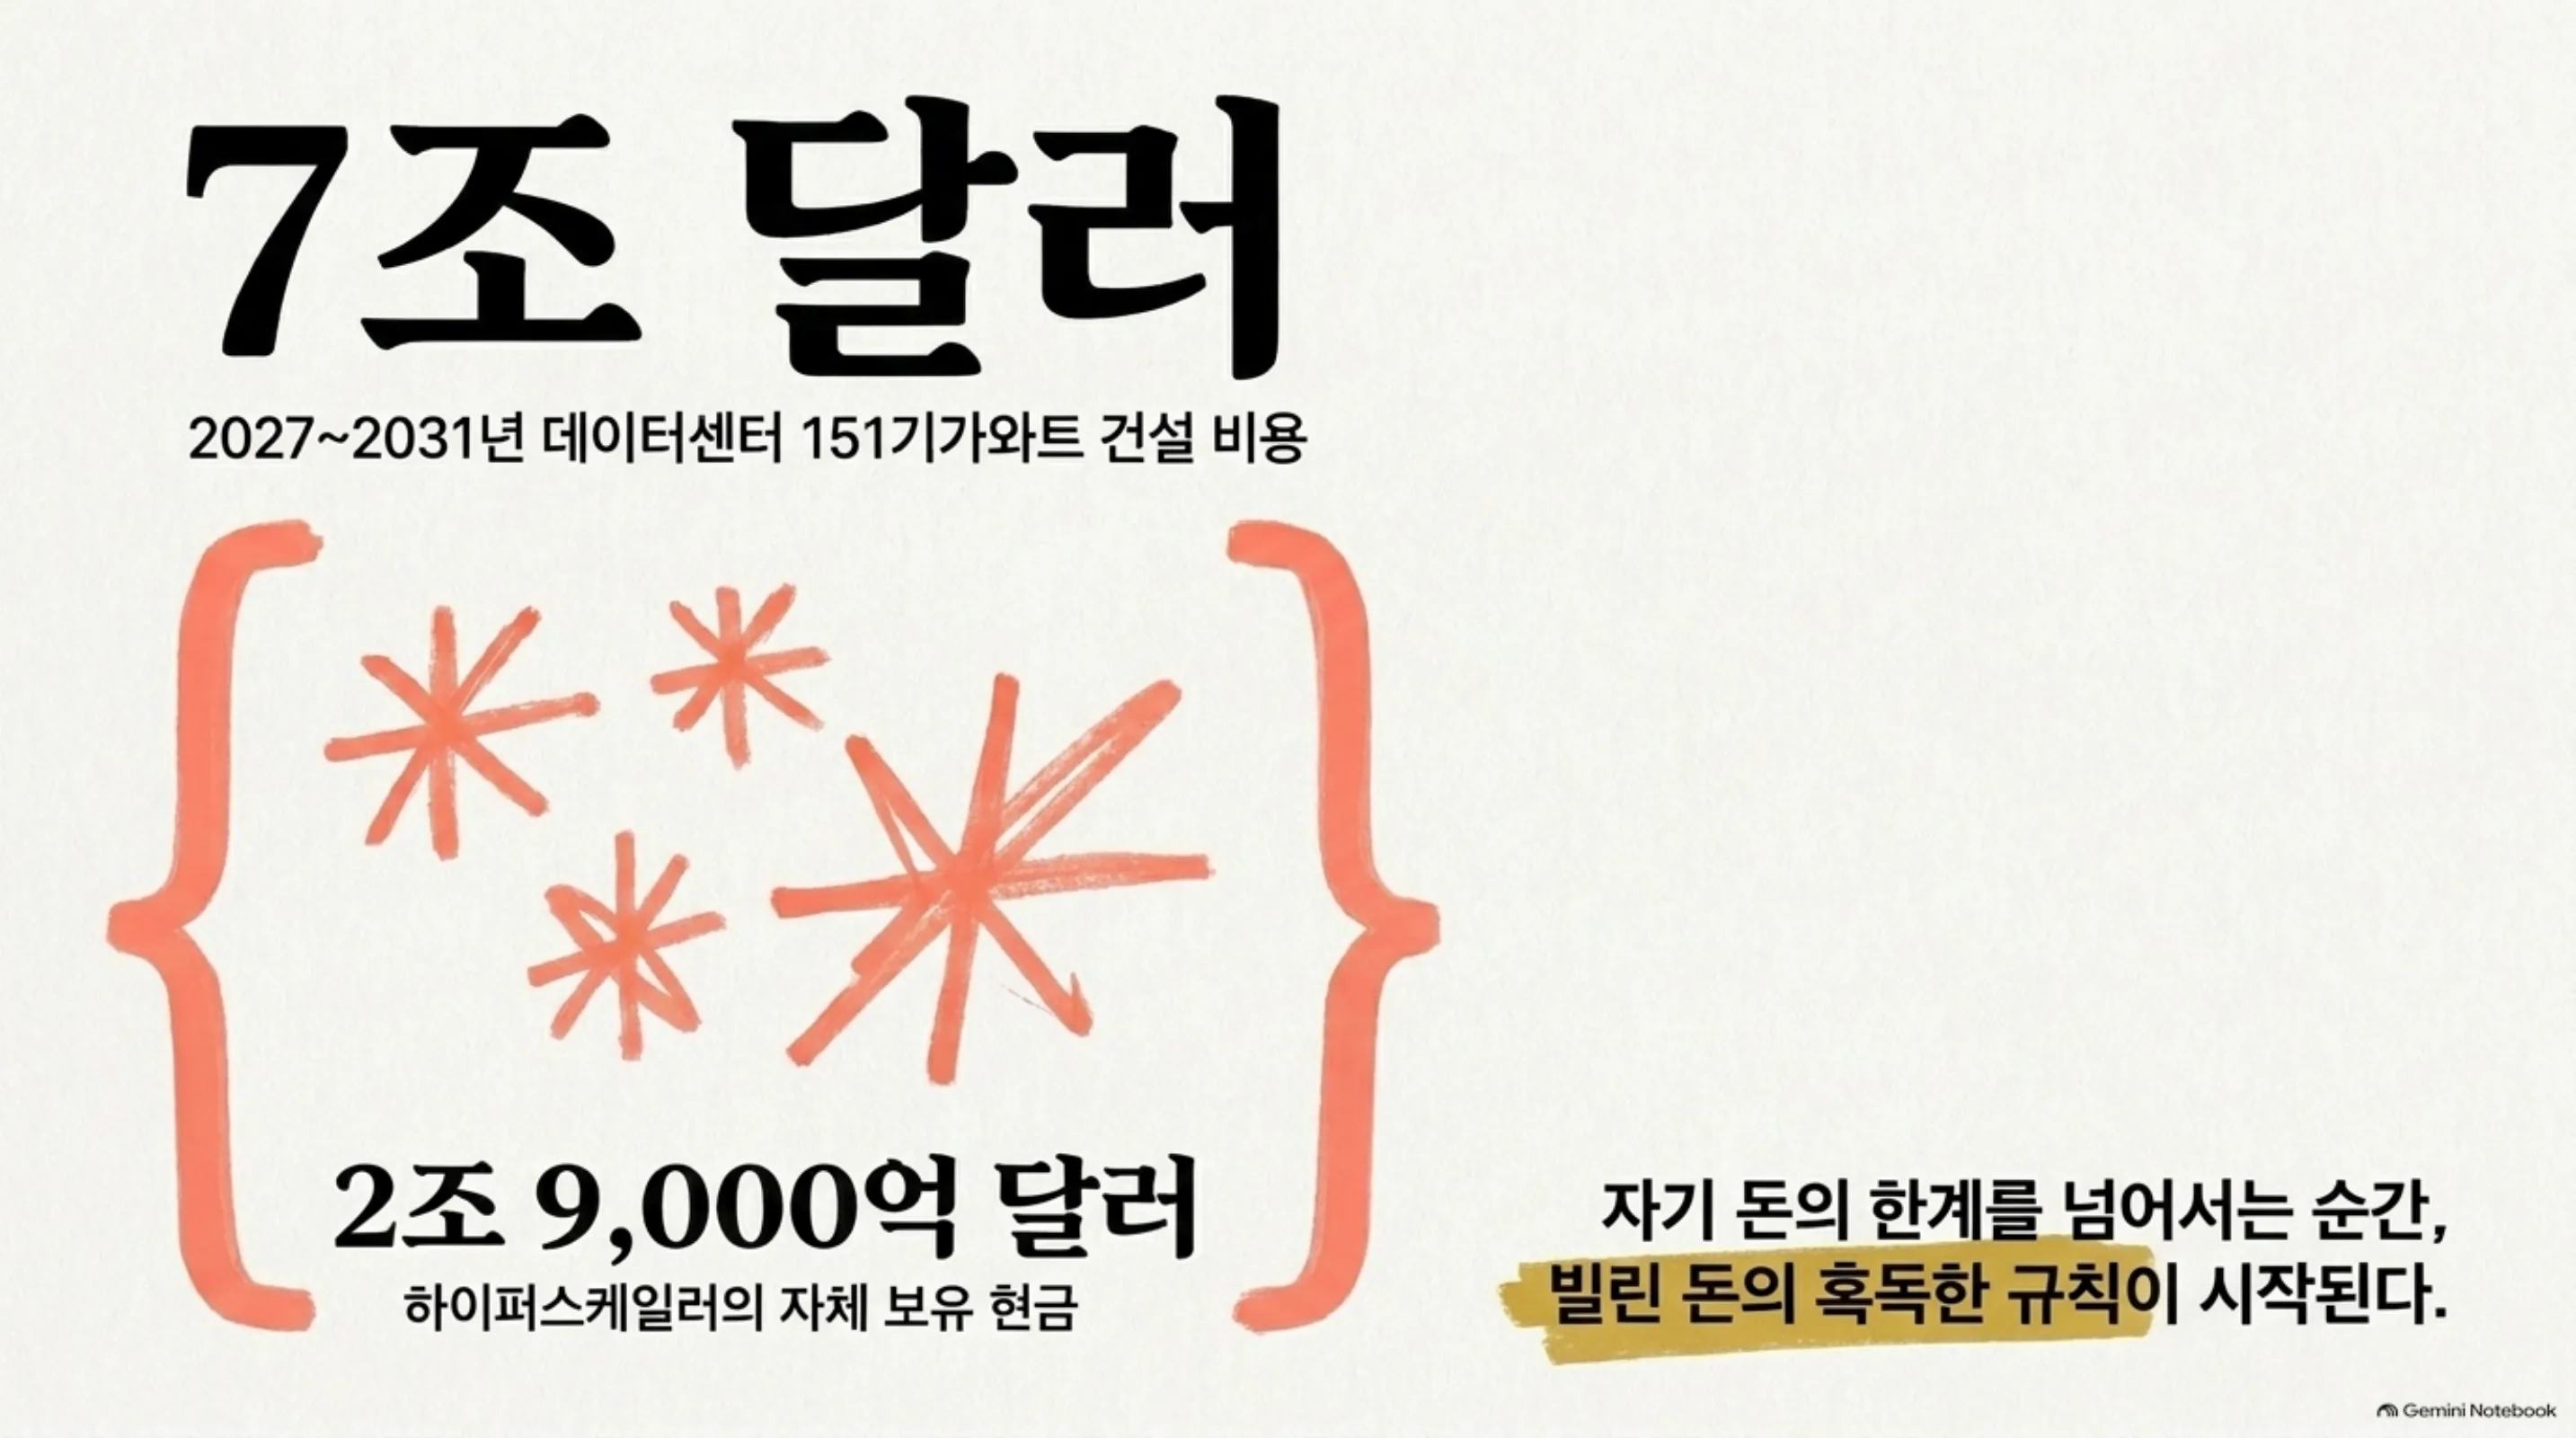 7조 달러
2027~2031년 데이터센터 151기가와트 건설 비용
2조 9,000억 달러
하이퍼스케일러의 자체 보유 현금
자기 돈의 한계를 넘어서는 순간,
빌린 돈의 혹독한 규칙이 시작된다.
Gemini Notebook